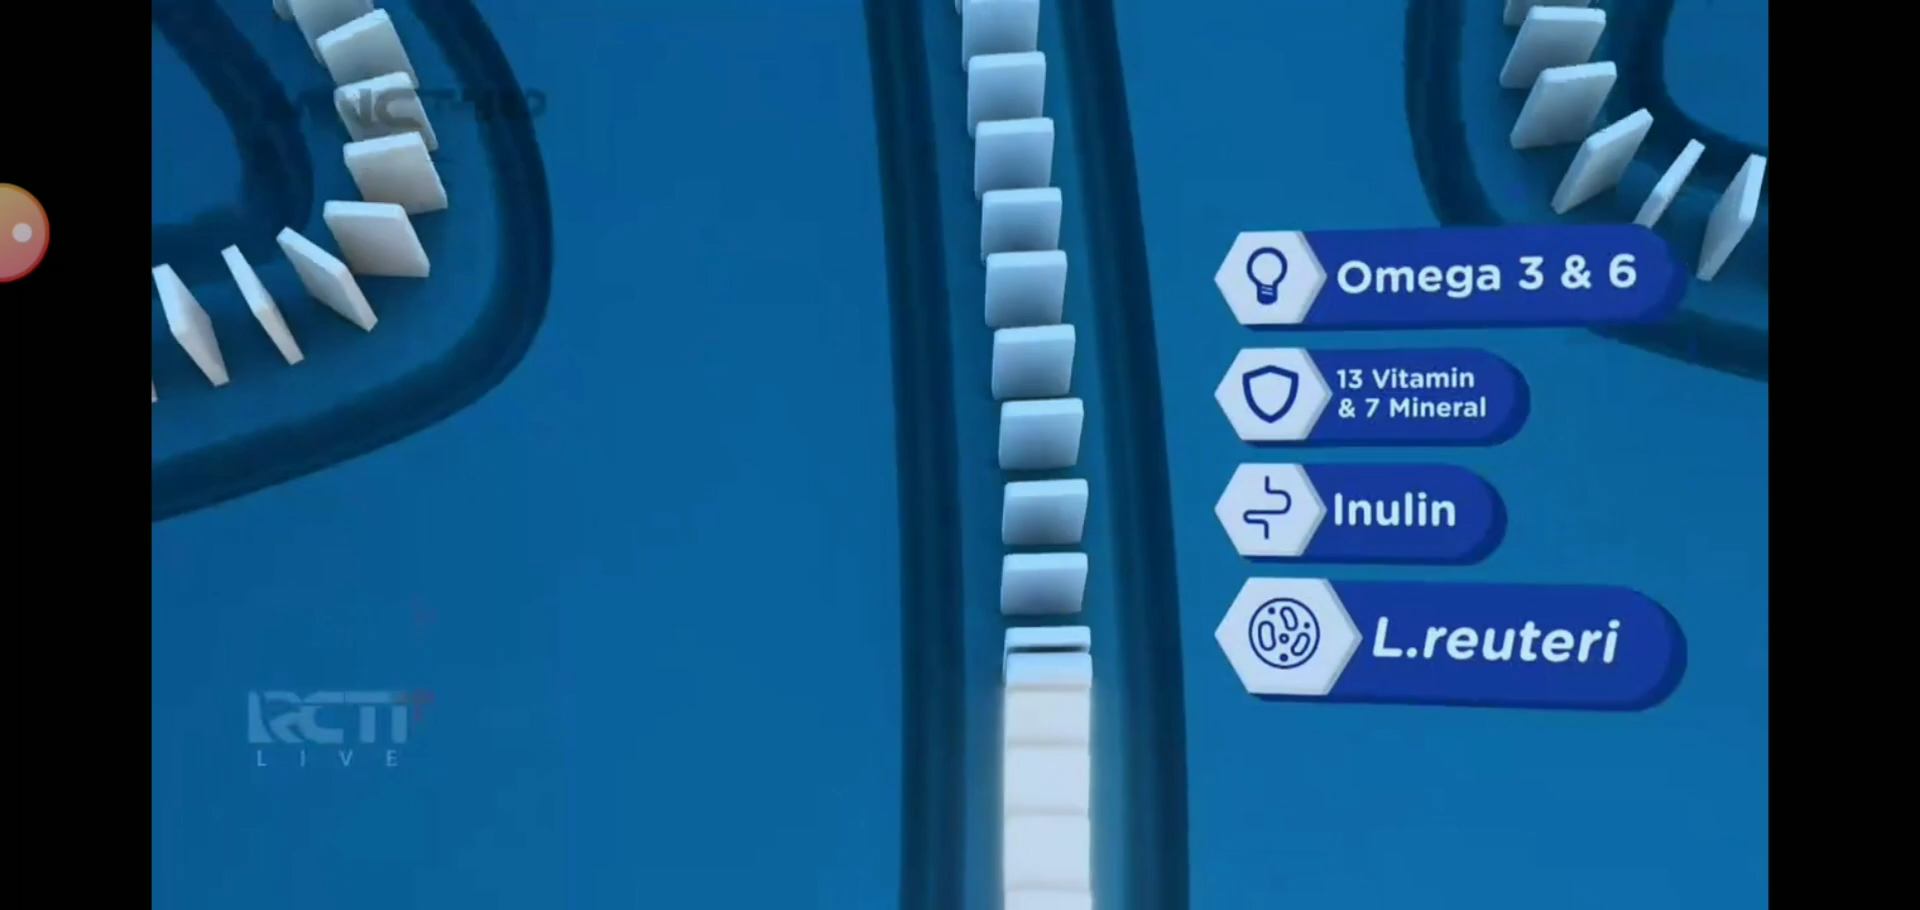 Omega 3 & 6
13 Vitamin
& 7 Mineral
Inulin
L.reuteri
RCTI+
LIVE